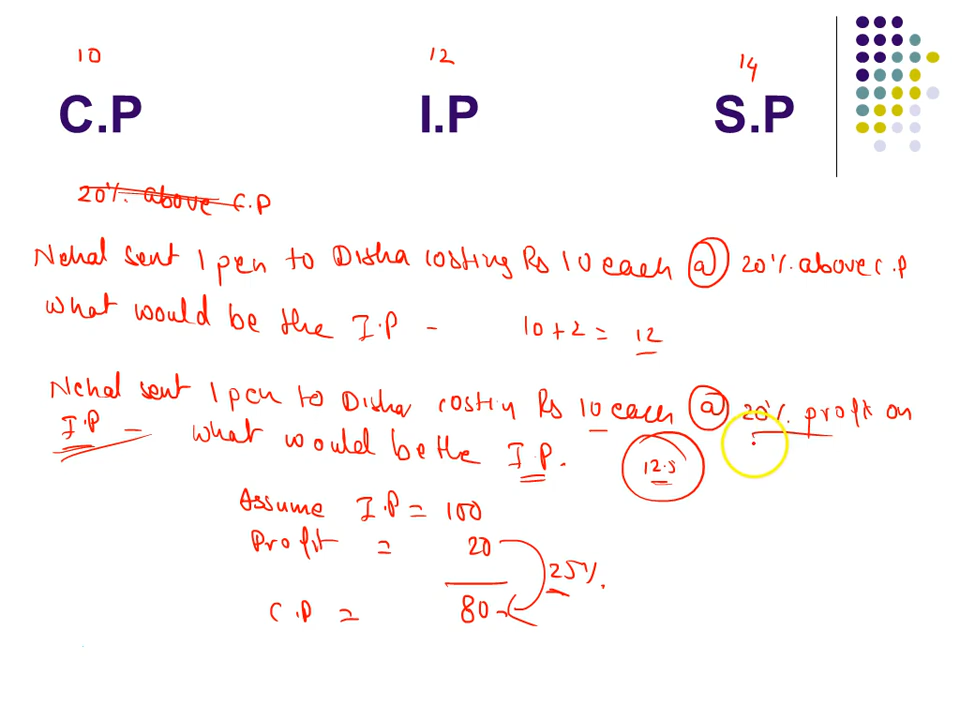 10 12 14
C.P I.P S.P
20% above C.P
Nehal sent 1 pen to Disha costing Rs 10 each @ 20% above C.P
What would be the I.P - 10 + 2 = 12
Nehal sent 1 pen to Disha costin Rs 10 each @ 20% profit on
I.P - What would be the I.P. 12.5
Assume I.P = 100
Profit = 20
25%.
C.P = 80